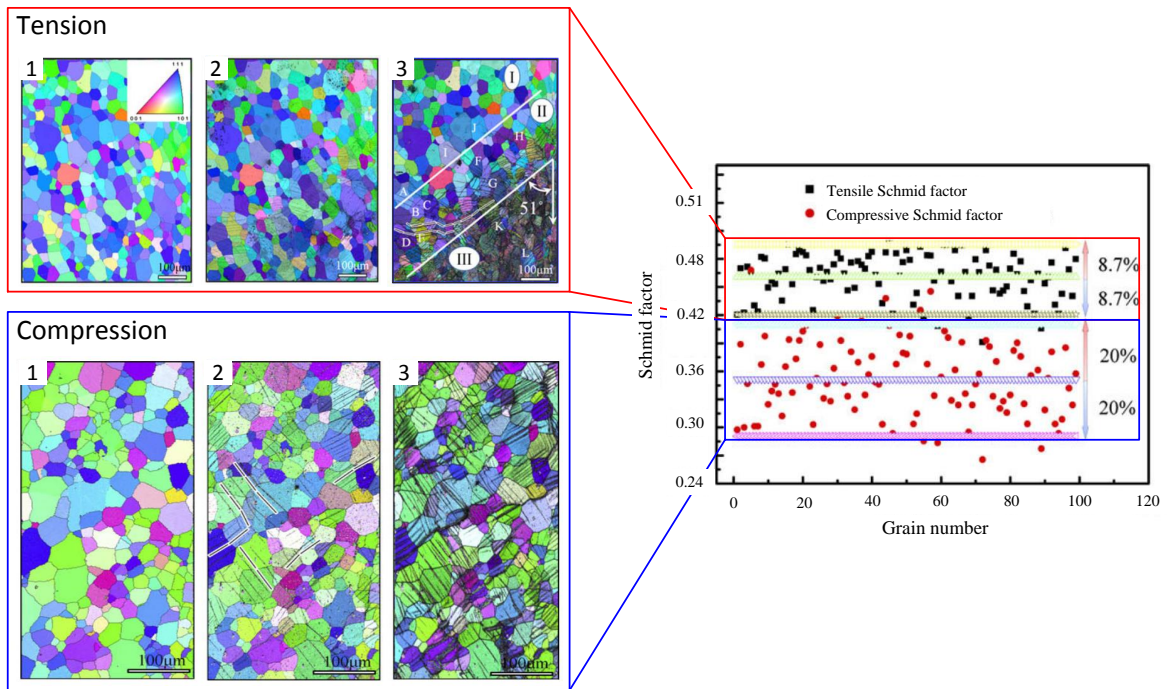 Tension
1
2
3
111
001
101
100μm
100μm
100μm
I
II
III
J
H
I
F
A
G
C
B
D
E
K
L
51
Compression
1
2
3
100μm
100μm
100μm
Tensile Schmid factor
Compressive Schmid factor
0.51
0.48
0.42
0.36
0.30
0.24
8.7%
8.7%
20%
20%
0
20
40
60
80
100
120
Schmid factor
Grain number